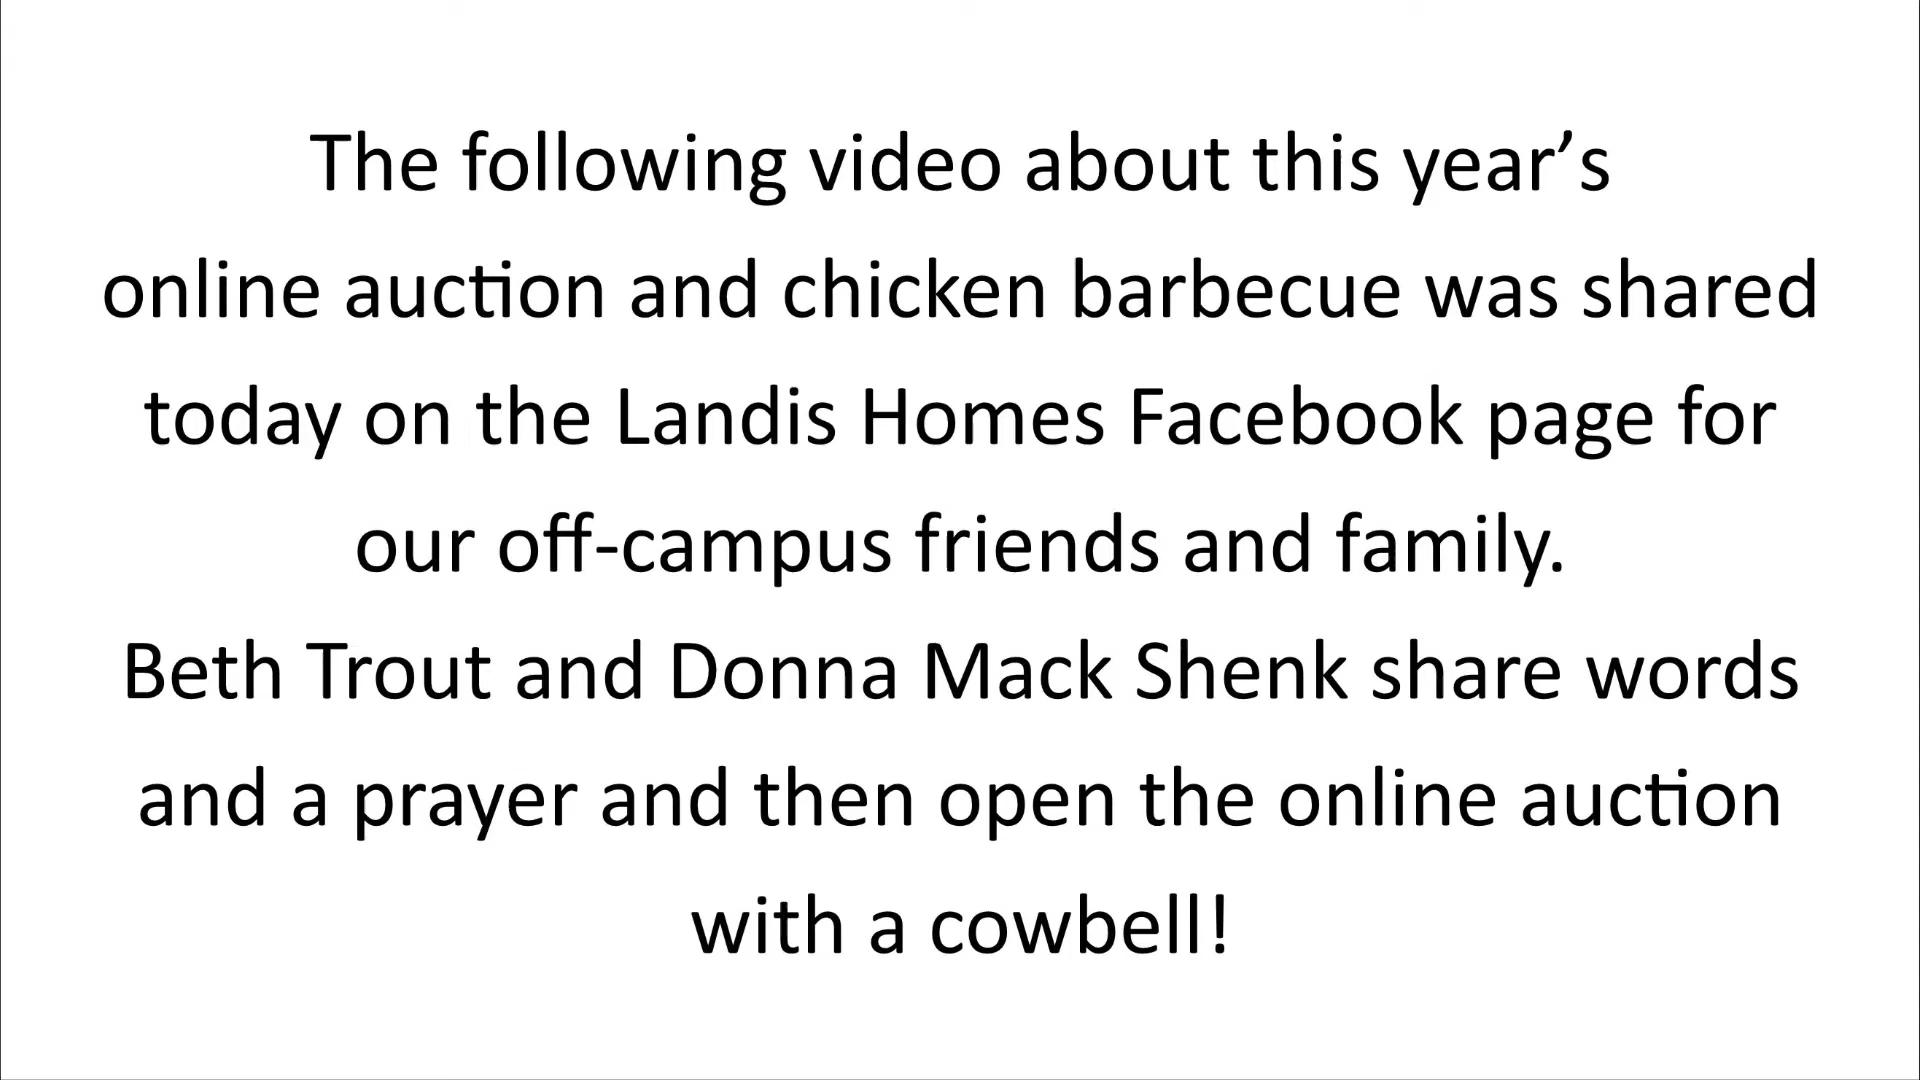 The following video about this year’s
online auction and chicken barbecue was shared
today on the Landis Homes Facebook page for
our off-campus friends and family.
Beth Trout and Donna Mack Shenk share words
and a prayer and then open the online auction
with a cowbell!